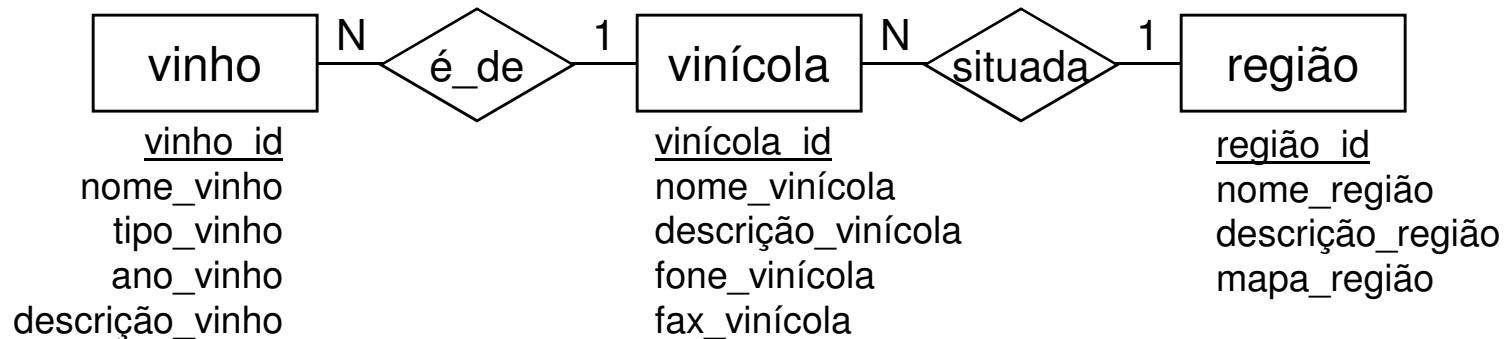 vinho N é_de 1 vinícola N situada 1 região
vinho_id
nome_vinho
tipo_vinho
ano_vinho
descrição_vinho
vinícola_id
nome_vinícola
descrição_vinícola
fone_vinícola
fax_vinícola
região_id
nome_região
descrição_região
mapa_região